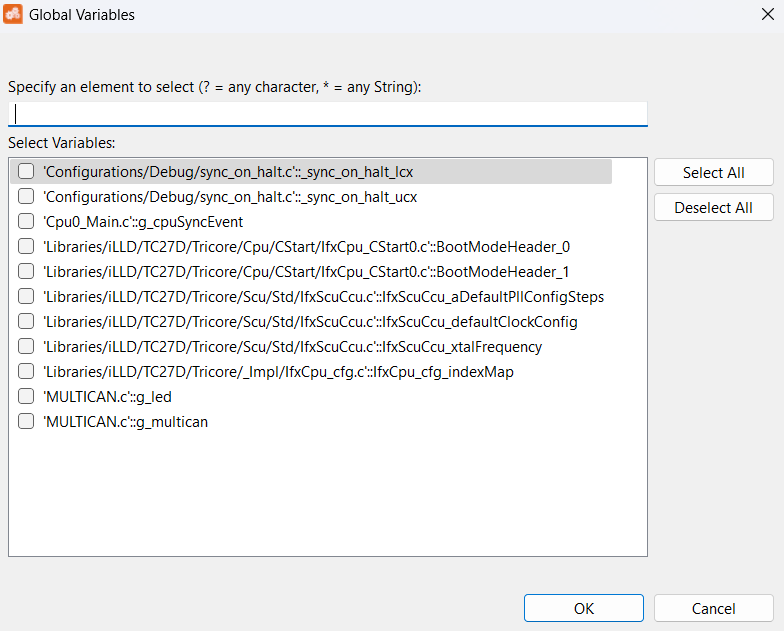 Global Variables
Specify an element to select (? = any character, * = any String):
Select Variables:
'Configurations/Debug/sync_on_halt.c'::_sync_on_halt_lcx
'Configurations/Debug/sync_on_halt.c'::_sync_on_halt_ucx
'Cpu0_Main.c'::g_cpuSyncEvent
'Libraries/iLLD/TC27D/Tricore/Cpu/CStart/IfxCpu_CStart0.c'::BootModeHeader_0
'Libraries/iLLD/TC27D/Tricore/Cpu/CStart/IfxCpu_CStart0.c'::BootModeHeader_1
'Libraries/iLLD/TC27D/Tricore/Scu/Std/IfxScuCcu.c'::IfxScuCcu_aDefaultPllConfigSteps
'Libraries/iLLD/TC27D/Tricore/Scu/Std/IfxScuCcu.c'::IfxScuCcu_defaultClockConfig
'Libraries/iLLD/TC27D/Tricore/Scu/Std/IfxScuCcu.c'::IfxScuCcu_xtalFrequency
'Libraries/iLLD/TC27D/Tricore/_Impl/IfxCpu_cfg.c'::IfxCpu_cfg_indexMap
'MULTICAN.c'::g_led
'MULTICAN.c'::g_multican
Select All
Deselect All
OK
Cancel